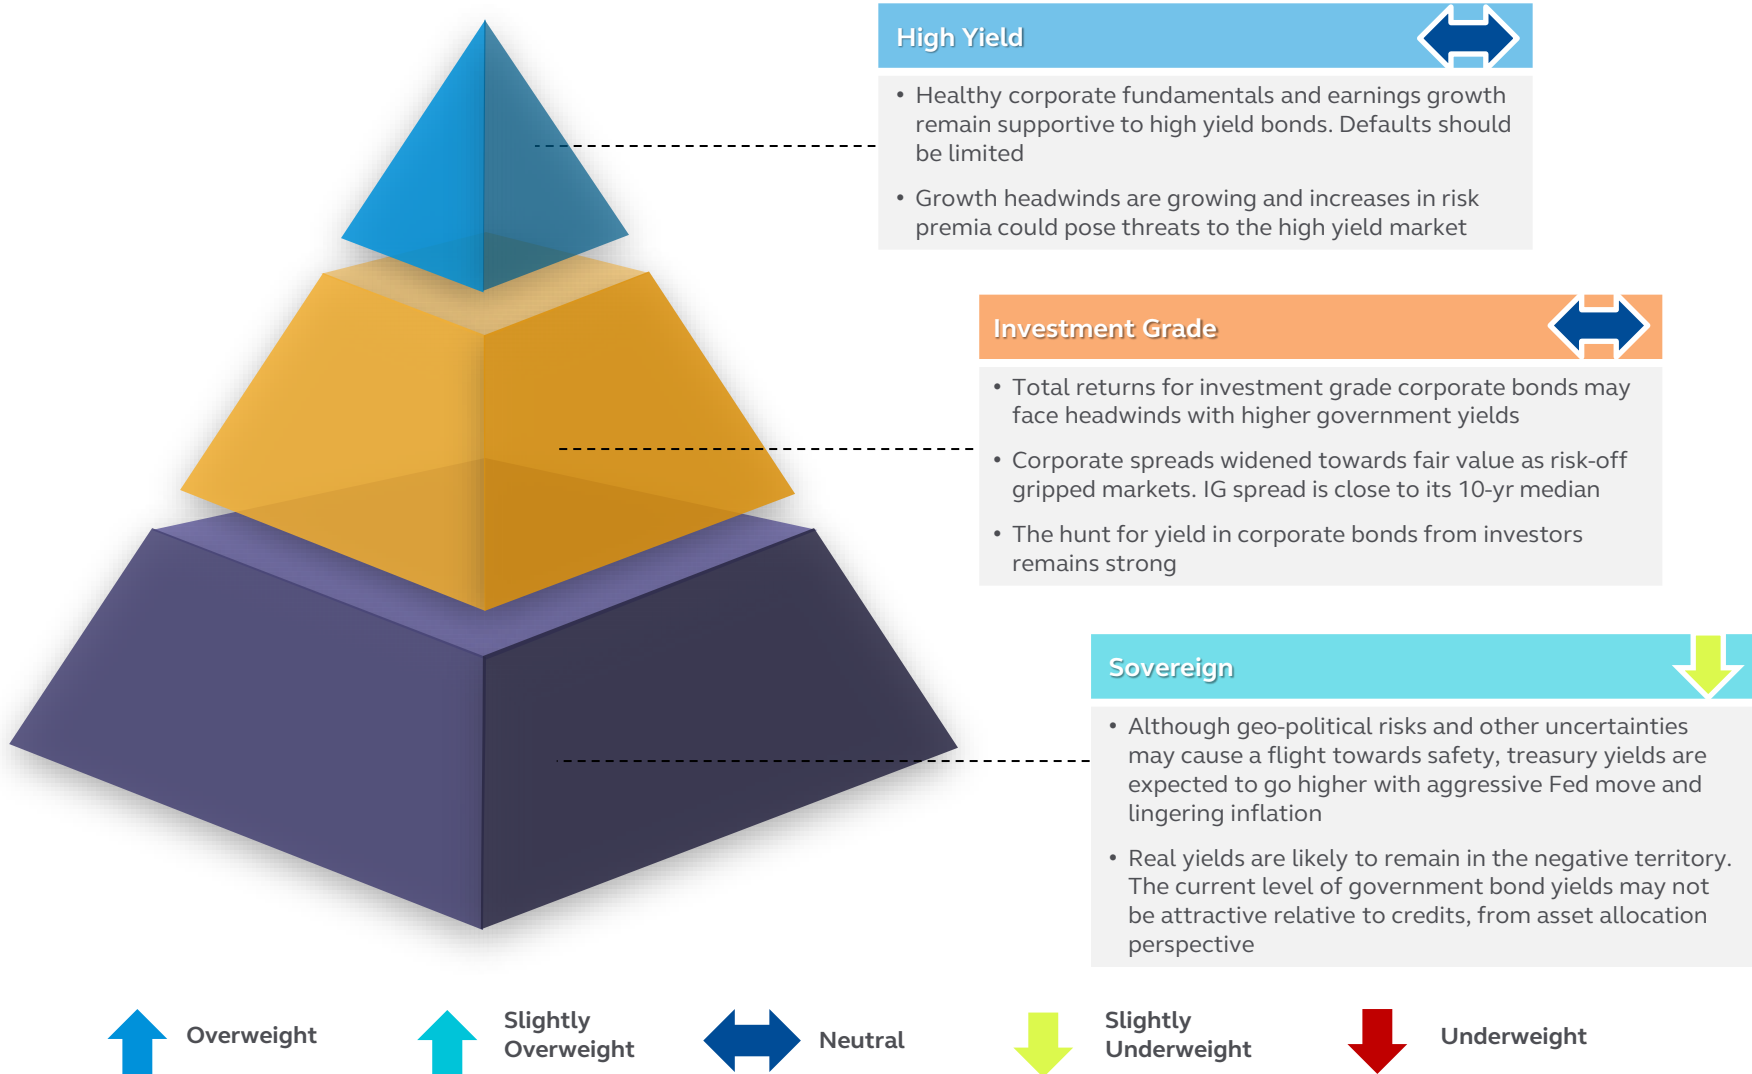 High Yield
• Healthy corporate fundamentals and earnings growth
remain supportive to high yield bonds. Defaults should
be limited
• Growth headwinds are growing and increases in risk
premia could pose threats to the high yield market
Investment Grade
• Total returns for investment grade corporate bonds may
face headwinds with higher government yields
• Corporate spreads widened towards fair value as risk-off
gripped markets. IG spread is close to its 10-yr median
• The hunt for yield in corporate bonds from investors
remains strong
Sovereign
• Although geo-political risks and other uncertainties
may cause a flight towards safety, treasury yields are
expected to go higher with aggressive Fed move and
lingering inflation
• Real yields are likely to remain in the negative territory.
The current level of government bond yields may not
be attractive relative to credits, from asset allocation
perspective
Overweight
Slightly
Overweight
Neutral
Slightly
Underweight
Underweight